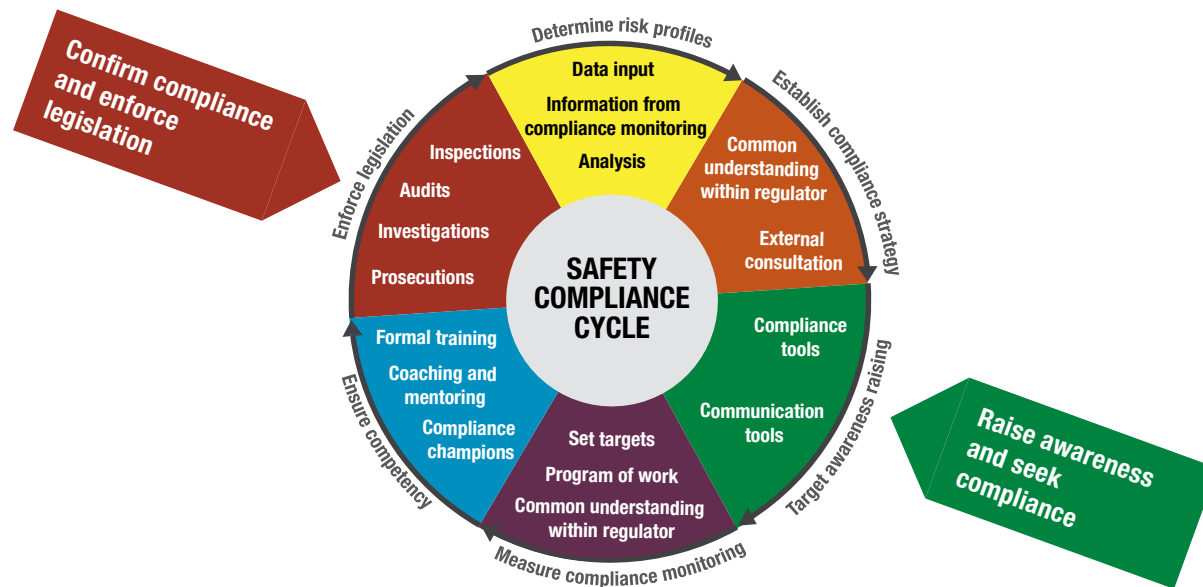 Confirm compliance
and enforce
legislation
Determine risk profiles
Data input
Information from
compliance monitoring
Analysis
Establish compliance strategy
Common
understanding
within regulator
External
consultation
Target awareness raising
Compliance
tools
Communication
tools
Raise awareness
and seek
compliance
Measure compliance monitoring
Set targets
Program of work
Common understanding
within regulator
Ensure competency
Formal training
Coaching and
mentoring
Compliance
champions
Enforce legislation
Inspections
Audits
Investigations
Prosecutions
SAFETY
COMPLIANCE
CYCLE